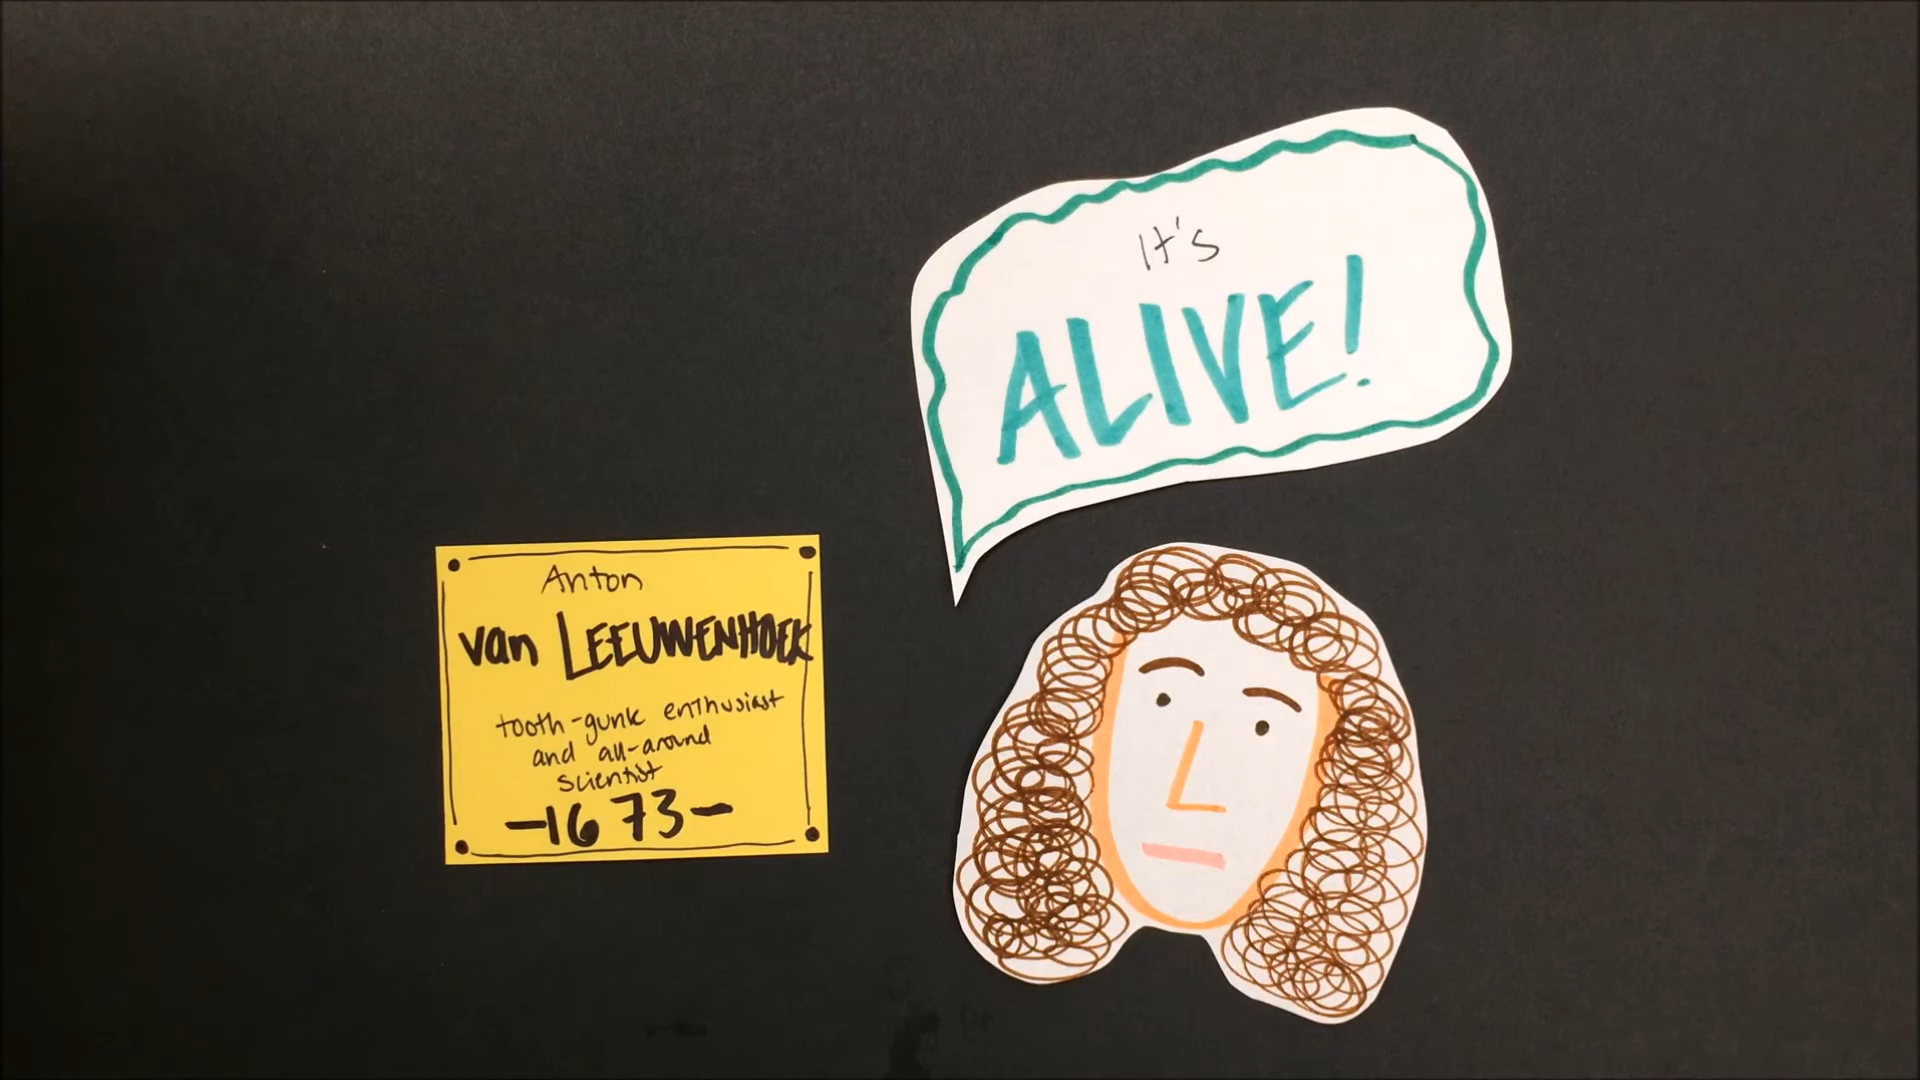 It's
ALIVE!
Anton
van LEEUWENHOEK
tooth-gunk enthusiast
and all-around
scientist
-1673-